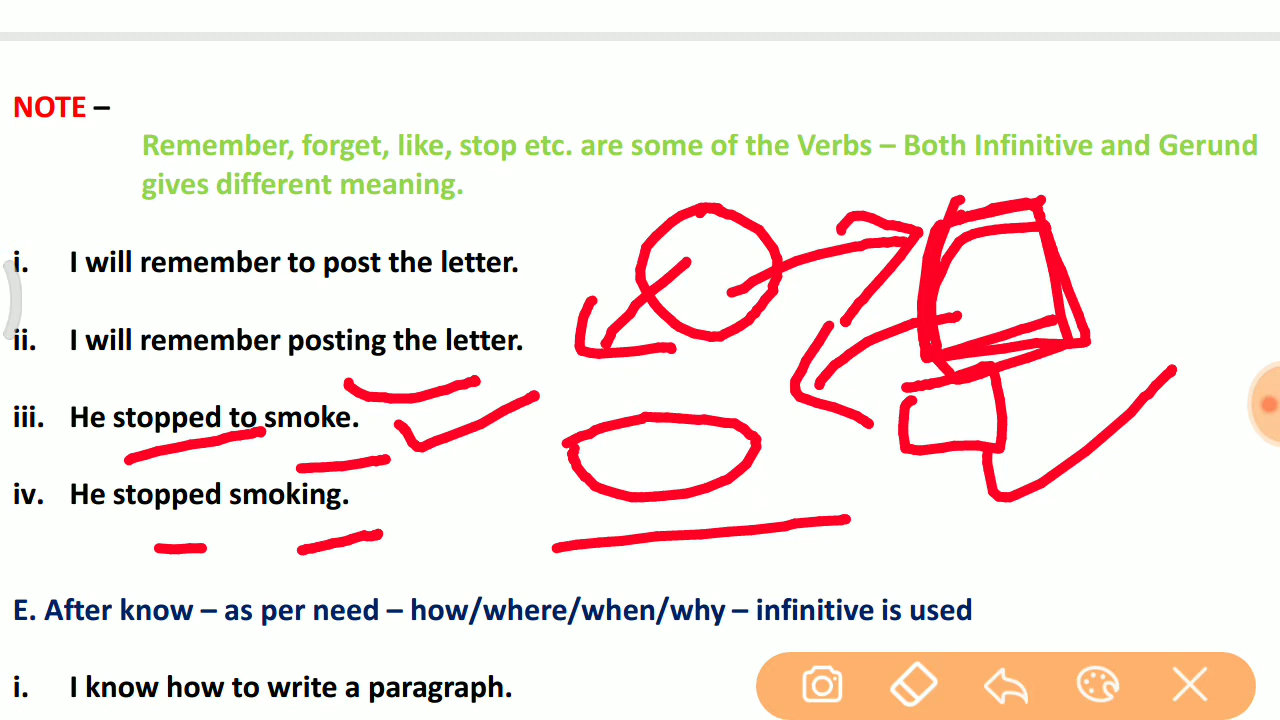 NOTE –
Remember, forget, like, stop etc. are some of the Verbs – Both Infinitive and Gerund
gives different meaning.
i. I will remember to post the letter.
ii. I will remember posting the letter.
iii. He stopped to smoke.
iv. He stopped smoking.
E. After know – as per need – how/where/when/why – infinitive is used
i. I know how to write a paragraph.